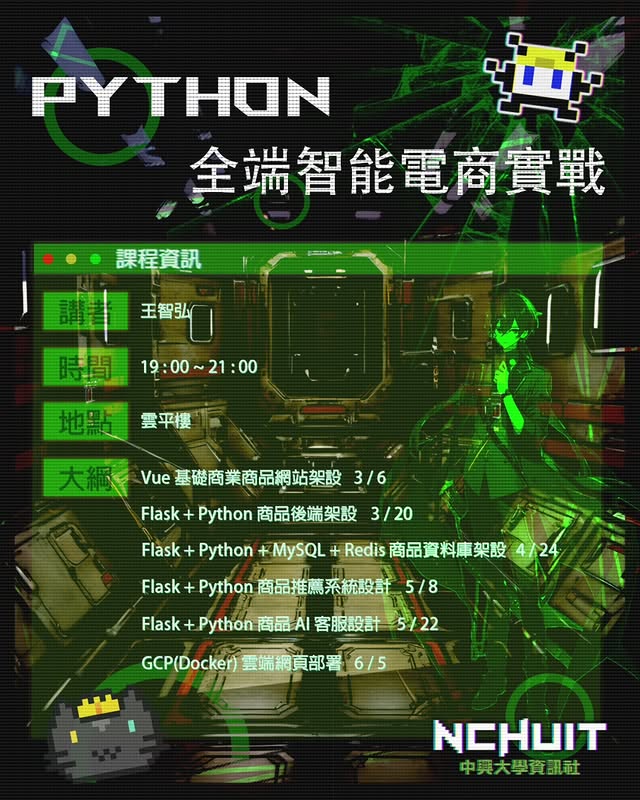 PYTHON
全端智能電商實戰
課程資訊
講者 王智弘
時間 19:00 ~ 21:00
地點 雲平樓
大綱 Vue 基礎商業商品網站架設 3 / 6
Flask + Python 商品後端架設 3 / 20
Flask + Python + MySQL + Redis 商品資料庫架設 4 / 24
Flask + Python 商品推薦系統設計 5 / 8
Flask + Python 商品 AI 客服設計 5 / 22
GCP(Docker) 雲端網頁部署 6 / 5
NCHUIT
中興大學資訊社